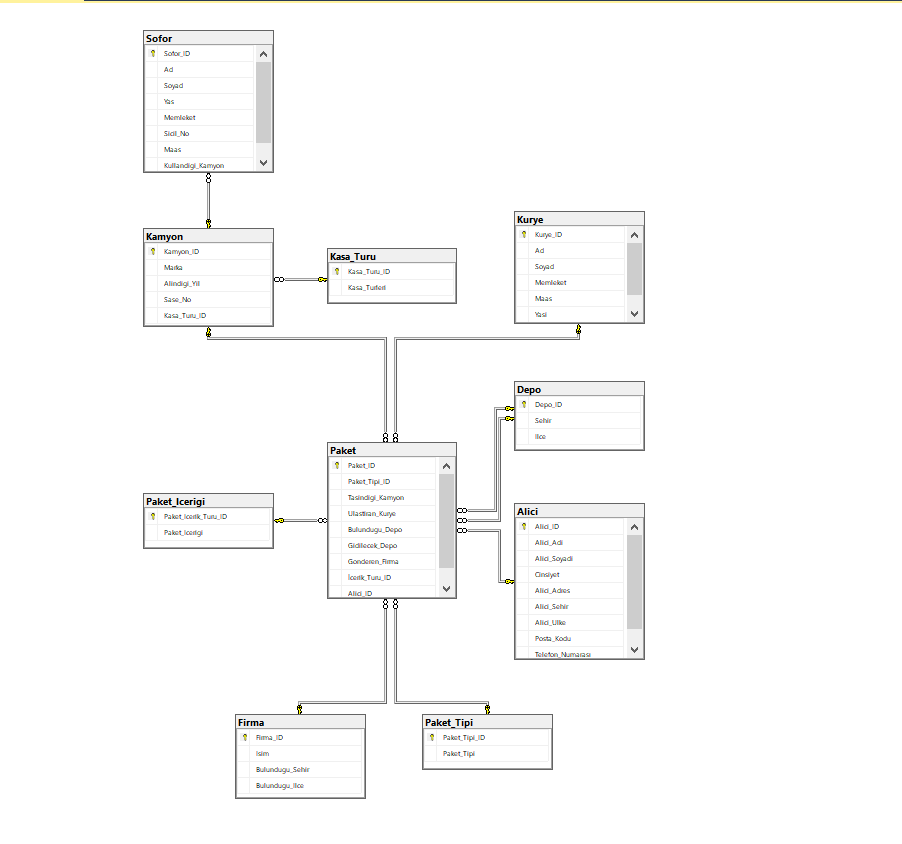 Sofor
Sofor_ID
Ad
Soyad
Yas
Memleket
Sicil_No
Maas
Kullandigi_Kamyon
Kamyon
Kamyon_ID
Marka
Alindigi_Yil
Sase_No
Kasa_Turu_ID
Kasa_Turu
Kasa_Turu_ID
Kasa_Turleri
Kurye
Kurye_ID
Ad
Soyad
Memleket
Maas
Yasi
Depo
Depo_ID
Sehir
Ilce
Paket
Paket_ID
Paket_Tipi_ID
Tasindigi_Kamyon
Ulastiran_Kurye
Bulundugu_Depo
Gidilecek_Depo
Gonderen_Firma
İcerik_Turu_ID
Alici_ID
Paket_Icerigi
Paket_Icerik_Turu_ID
Paket_Icerigi
Alici
Alici_ID
Alici_Adi
Alici_Soyadi
Cinsiyet
Alici_Adres
Alici_Sehir
Alici_Ulke
Posta_Kodu
Telefon_Numarasi
Firma
Firma_ID
Isim
Bulundugu_Sehir
Bulundugu_Ilce
Paket_Tipi
Paket_Tipi_ID
Paket_Tipi